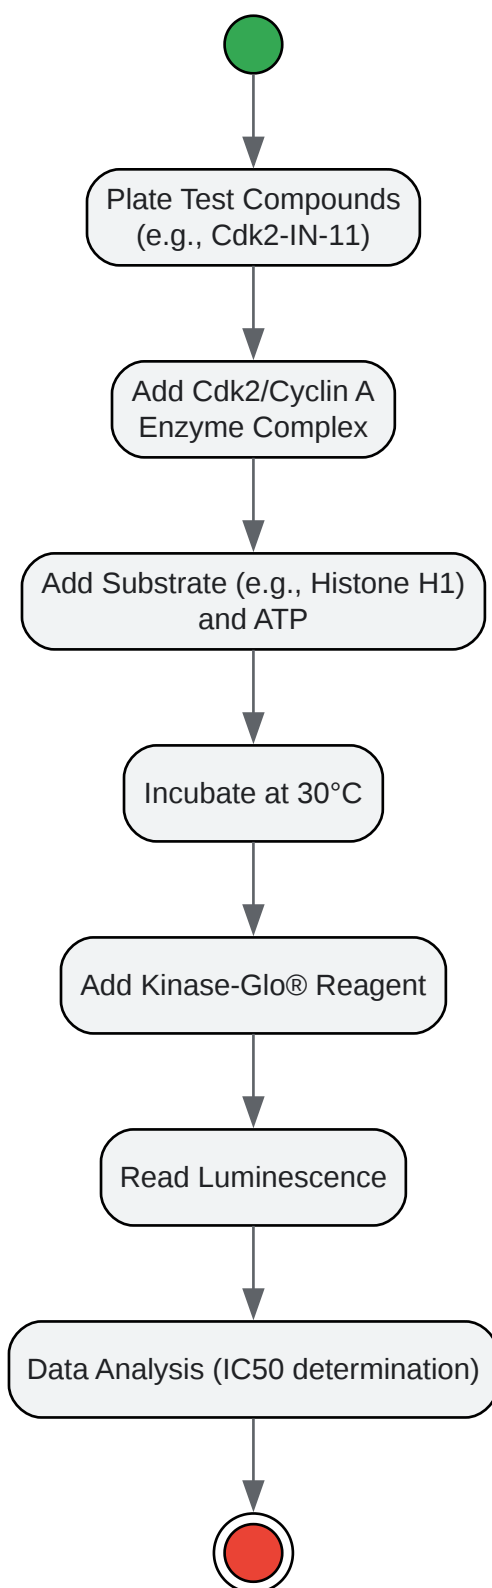 Plate Test Compounds
(e.g., Cdk2-IN-11)
Add Cdk2/Cyclin A
Enzyme Complex
Add Substrate (e.g., Histone H1)
and ATP
Incubate at 30°C
Add Kinase-Glo® Reagent
Read Luminescence
Data Analysis (IC50 determination)